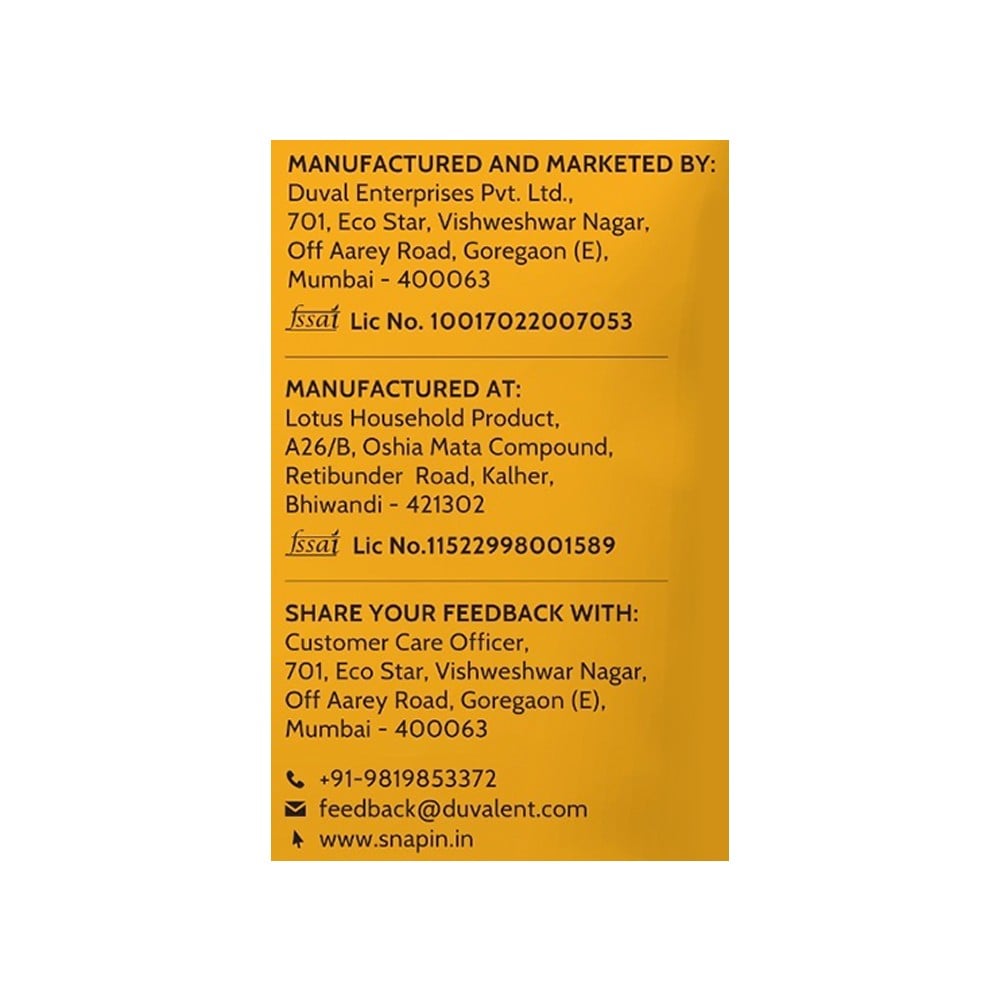 MANUFACTURED AND MARKETED BY:
Duval Enterprises Pvt. Ltd.,
701, Eco Star, Vishweshwar Nagar,
Off Aarey Road, Goregaon (E),
Mumbai - 400063
fssai Lic No. 10017022007053
MANUFACTURED AT:
Lotus Household Product,
A26/B, Oshia Mata Compound,
Retibunder Road, Kalher,
Bhiwandi - 421302
fssai Lic No.11522998001589
SHARE YOUR FEEDBACK WITH:
Customer Care Officer,
701, Eco Star, Vishweshwar Nagar,
Off Aarey Road, Goregaon (E),
Mumbai - 400063
+91-9819853372
feedback@duvalent.com
www.snapin.in